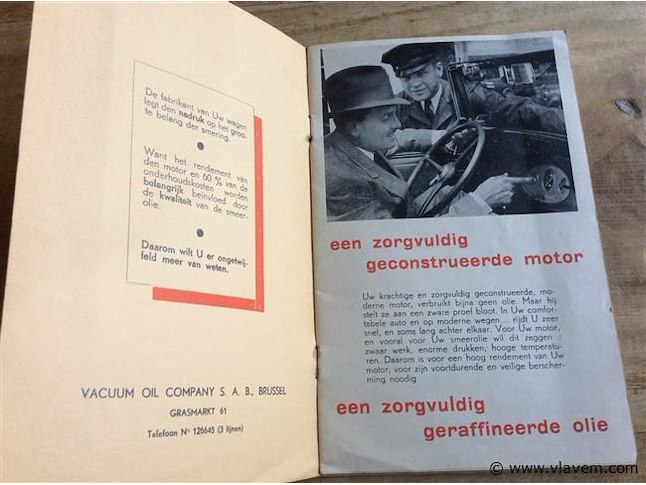 De fabrikant van Uw wagen
legt den nadruk op het groo-
te belang der smering.
Want het rendement van
den motor en 60 % van de
onderhoudskosten worden
belangrijk beïnvloed door
de kwaliteit van de smeer-
olie.
Daarom wilt U er ongetwij-
feld meer van weten.
VACUUM OIL COMPANY S. A. B., BRUSSEL
GRASMARKT 61
Telefoon No 126645 (3 lijnen)
een zorgvuldig
geconstrueerde motor
Uw krachtige en zorgvuldig geconstrueerde, mo-
derne motor, verbruikt bijna geen olie. Maar hij
stelt ze aan een zware proef bloot. In Uw comfor-
tabele auto en op moderne wegen ... rijdt U zeer
snel, en soms lang achter elkaar. Voor Uw motor,
en vooral voor Uw smeerolie wil dit zeggen :
zwaar werk, enorme drukken, hooge temperatu-
ren. Daarom is voor een hoog rendement van Uw
motor, voor zijn voortdurende en veilige bescher-
ming noodig
een zorgvuldig
geraffineerde olie
© www.vlavem.com